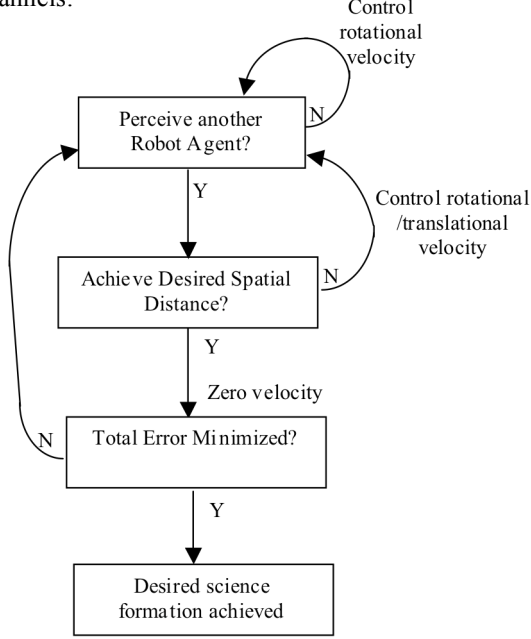 Control
rotational
velocity
Perceive another
Robot Agent?
N
Y
Control rotational
/translational
velocity
Achieve Desired Spatial
Distance?
N
Y
Zero velocity
Total Error Minimized?
N
Y
Desired science
formation achieved